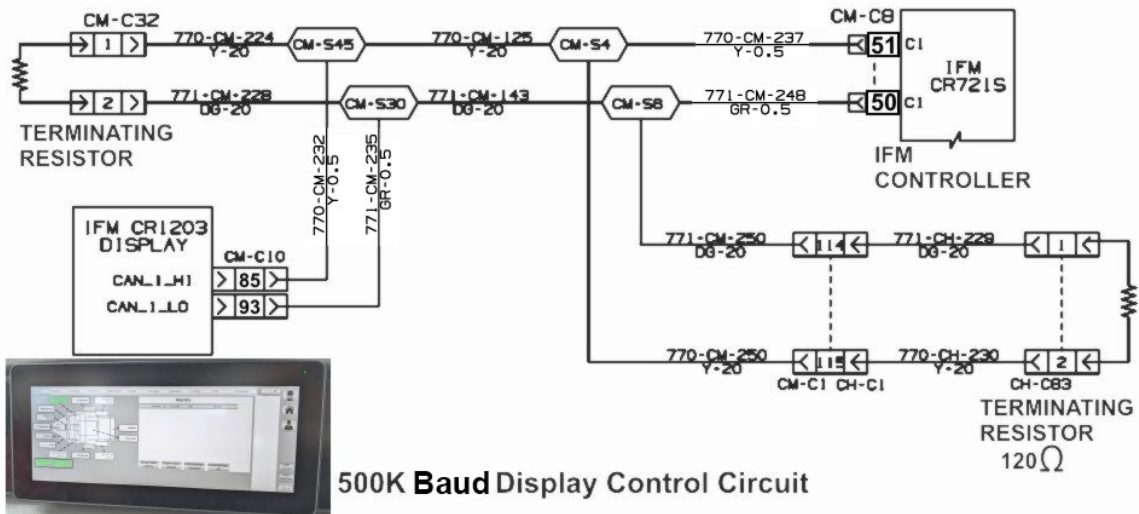 CM-C32
1
770-CM-224
Y-20
CM-S45
770-CM-125
Y-20
CM-S4
770-CM-237
Y-0.5
CM-C8
51
C1
IFM
CR721S
2
771-CM-228
DG-20
CM-S30
771-CM-143
DG-20
CM-S6
771-CM-248
GR-0.5
50
C1
TERMINATING
RESISTOR
IFM
CONTROLLER
770-CM-232
Y-0.5
771-CM-235
GR-0.5
IFM CR1203
DISPLAY
CM-C10
CAN_1_HI
85
CAN_1_LO
93
771-CM-250
DG-20
114
771-CH-229
DG-20
1
770-CM-250
Y-20
115
770-CH-230
Y-20
2
CM-C1
CH-C1
CH-C83
TERMINATING
RESISTOR
120Ω
500K Baud Display Control Circuit